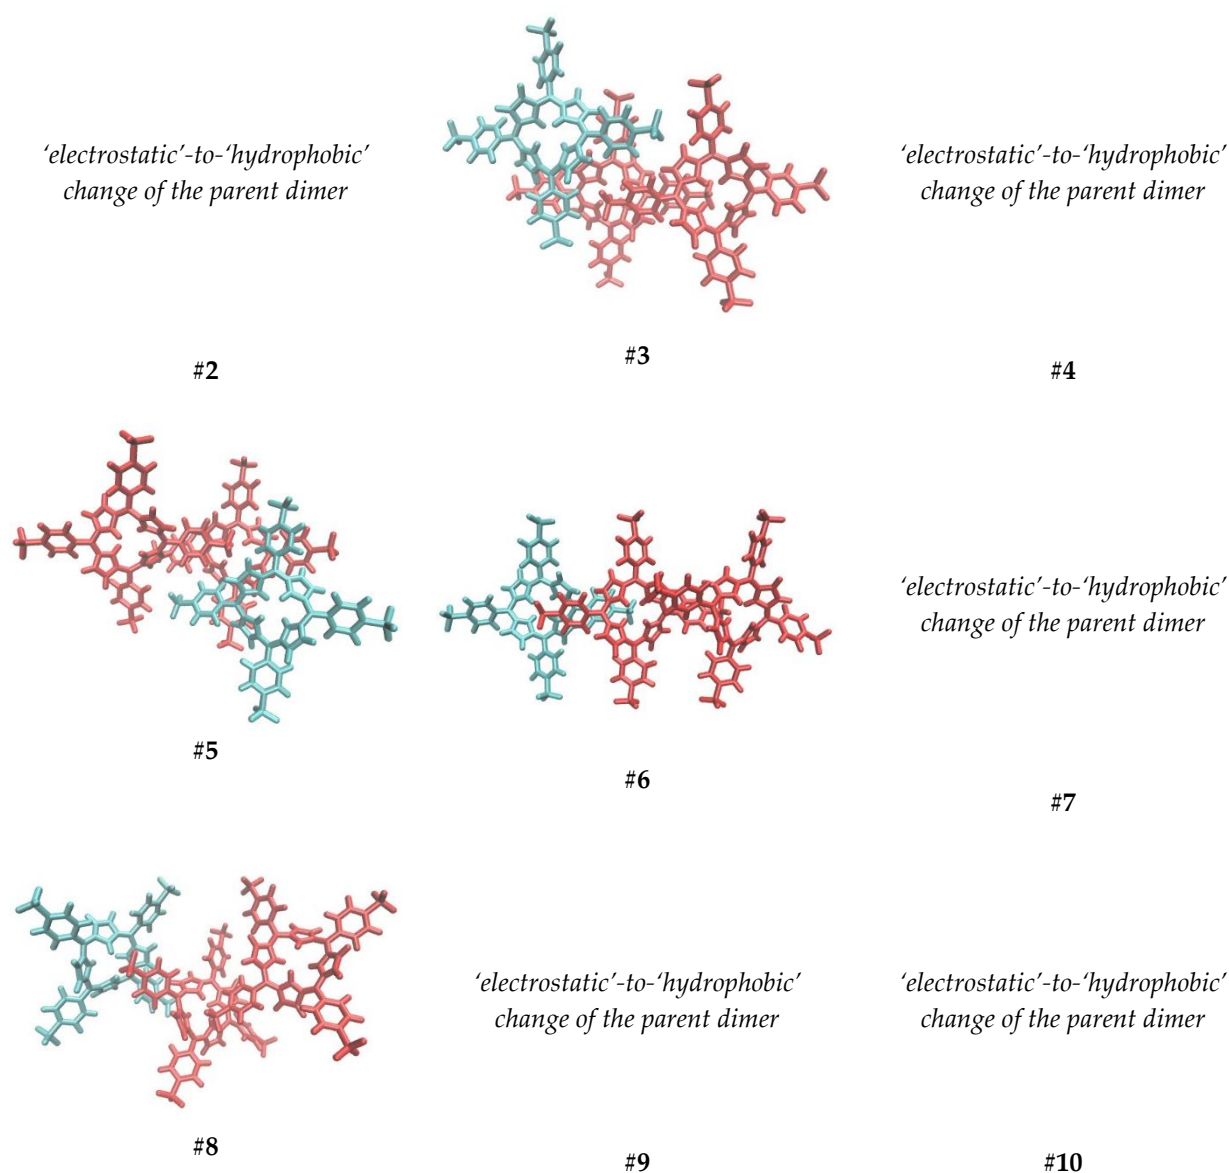 ‘electrostatic’-to-‘hydrophobic’
change of the parent dimer
‘electrostatic’-to-‘hydrophobic’
change of the parent dimer
#2
#3
#4
‘electrostatic’-to-‘hydrophobic’
change of the parent dimer
#5
#6
#7
‘electrostatic’-to-‘hydrophobic’
change of the parent dimer
‘electrostatic’-to-‘hydrophobic’
change of the parent dimer
#8
#9
#10